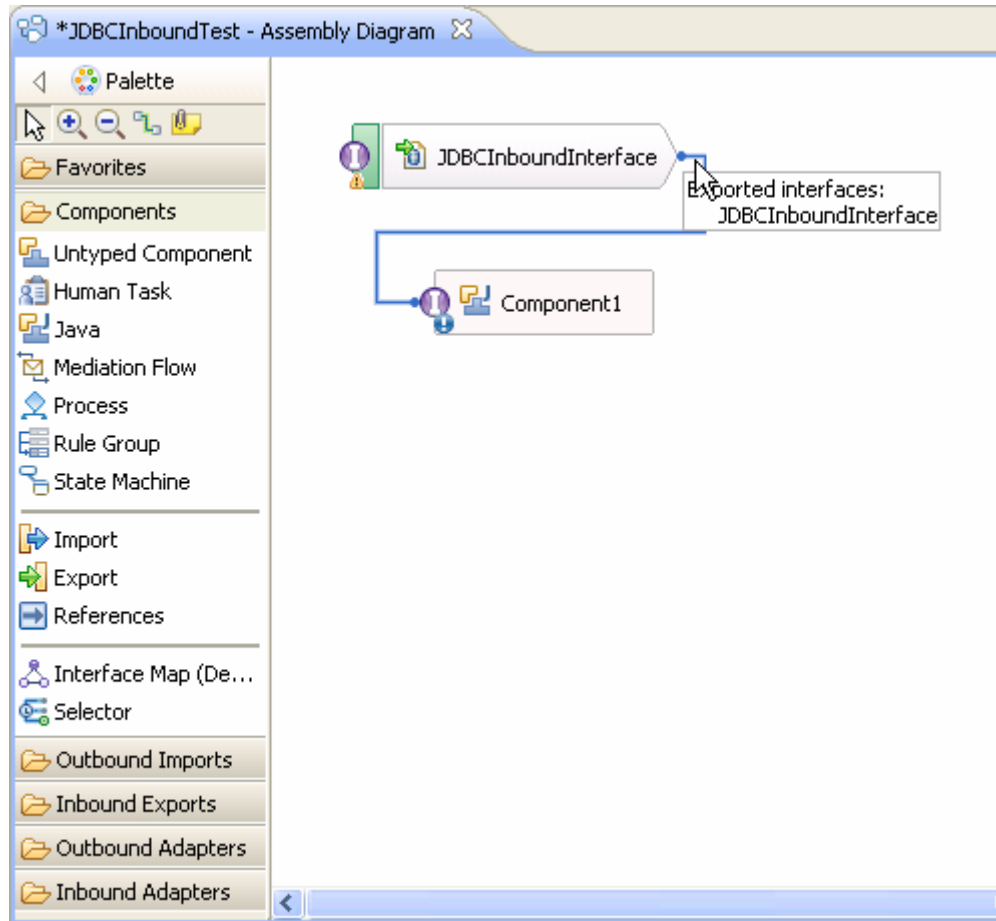 *JDBCInboundTest - Assembly Diagram
Palette
Favorites
Components
Untyped Component
Human Task
Java
Mediation Flow
Process
Rule Group
State Machine
Import
Export
References
Interface Map (De...
Selector
Outbound Imports
Inbound Exports
Outbound Adapters
Inbound Adapters
JDBCInboundInterface
Exported interfaces:
JDBCInboundInterface
Component1